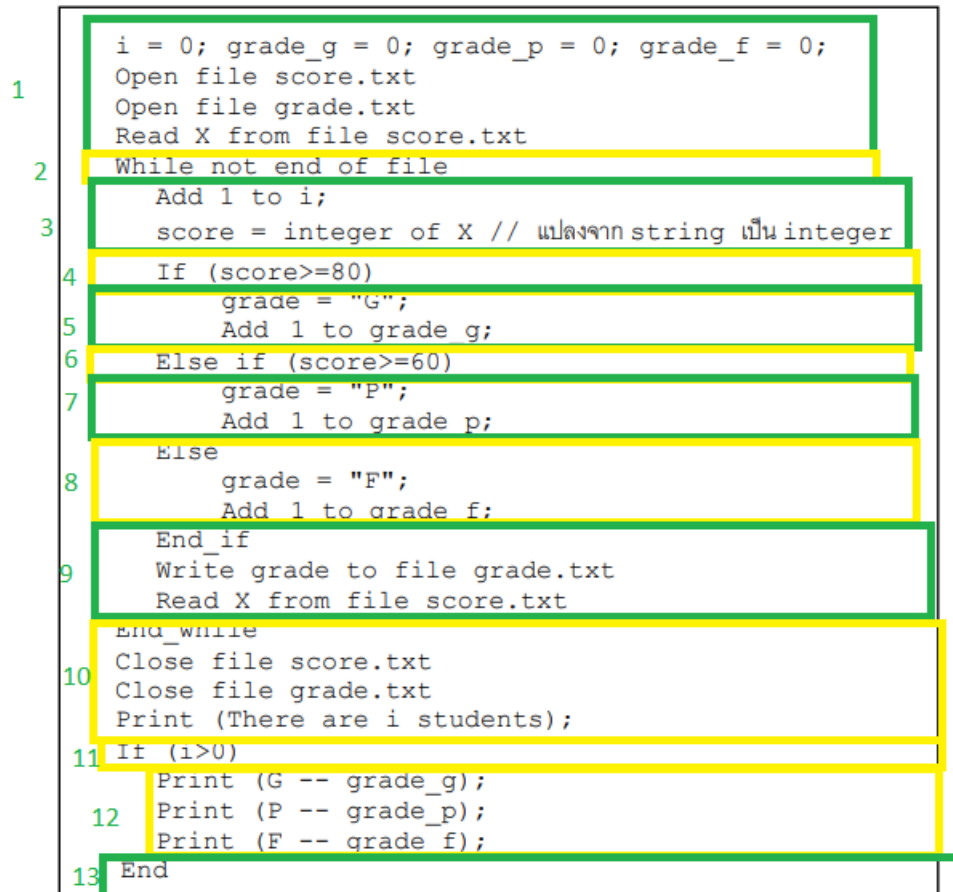 1
i = 0; grade_g = 0; grade_p = 0; grade_f = 0;
Open file score.txt
Open file grade.txt
Read X from file score.txt
2
While not end of file
3
Add 1 to i;
score = integer of X // แปลงจาก string เป็น integer
4
If (score>=80)
5
grade = "G";
Add 1 to grade_g;
6
Else if (score>=60)
7
grade = "P";
Add 1 to grade_p;
8
Else
grade = "F";
Add 1 to grade_f;
9
End_if
Write grade to file grade.txt
Read X from file score.txt
10
End_while
Close file score.txt
Close file grade.txt
Print (There are i students);
11
If (i>0)
12
Print (G -- grade_g);
Print (P -- grade_p);
Print (F -- grade_f);
13
End